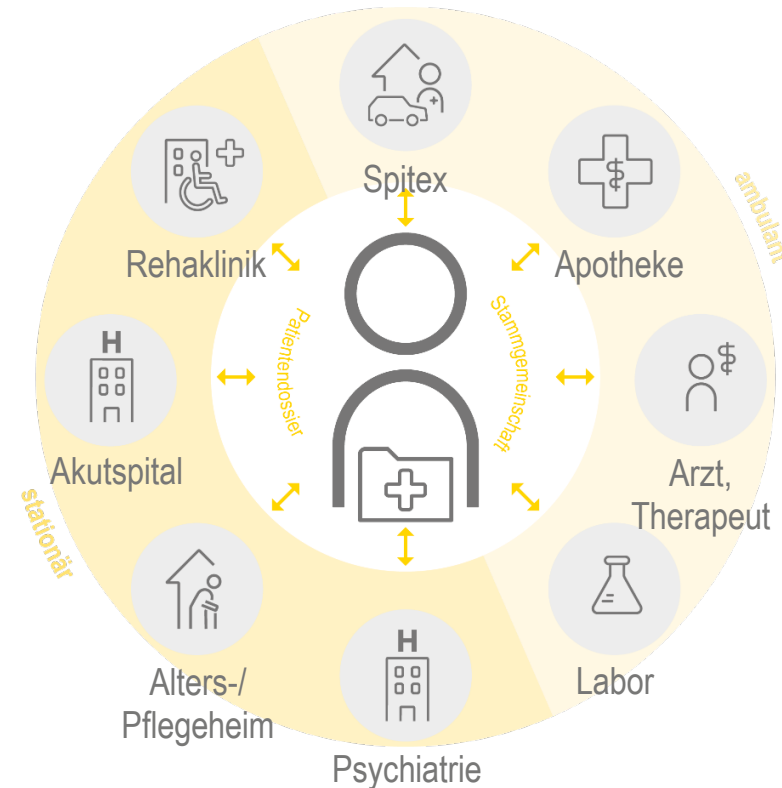 Spitex
Rehaklinik
Apotheke
ambulant
Patientendossier
Stammgemeinschaft
H
Akutspital
Arzt,
Therapeut
stationär
Alters-/
Pflegeheim
H
Psychiatrie
Labor